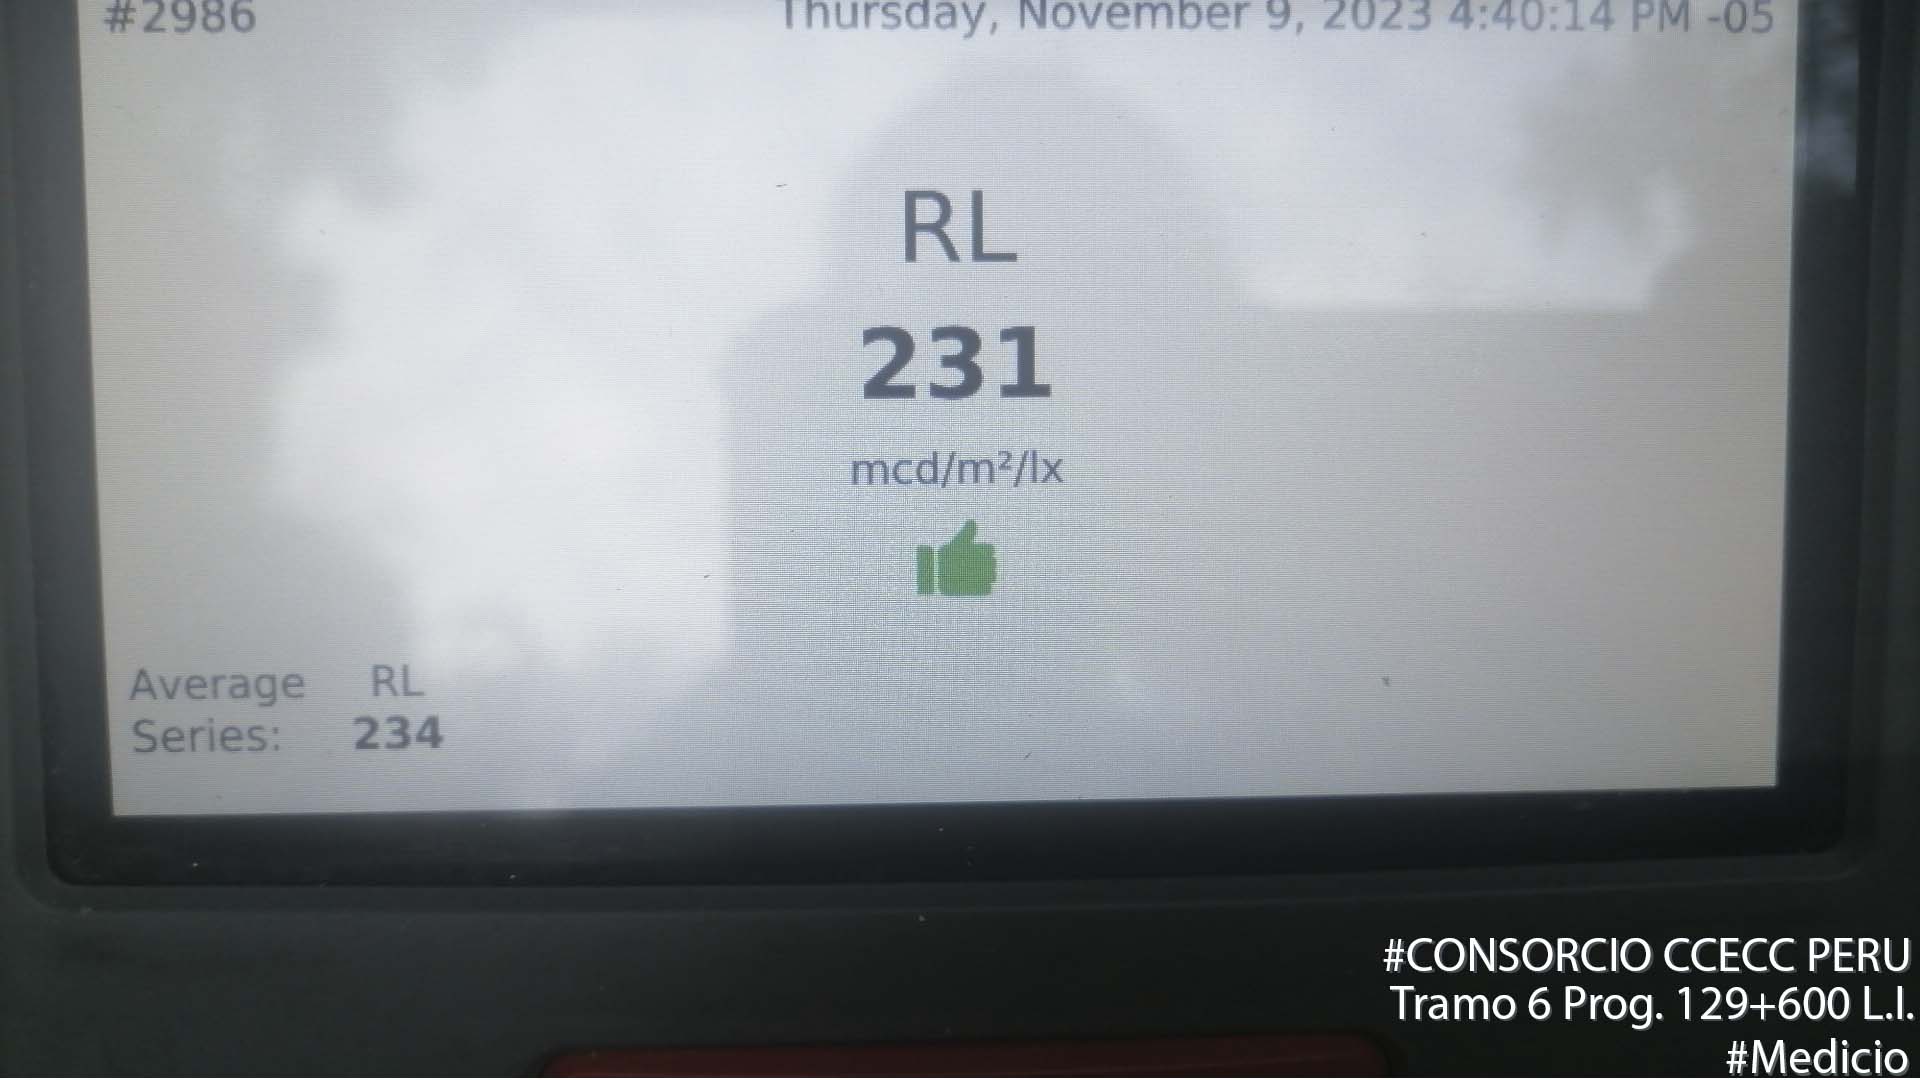 #2986 Thursday, November 9, 2023 4:40:14 PM -05
RL
231
mcd/m²/lx
Average RL
Series: 234
#CONSORCIO CCECC PERU
Tramo 6 Prog. 129+600 L.I.
#Medicio